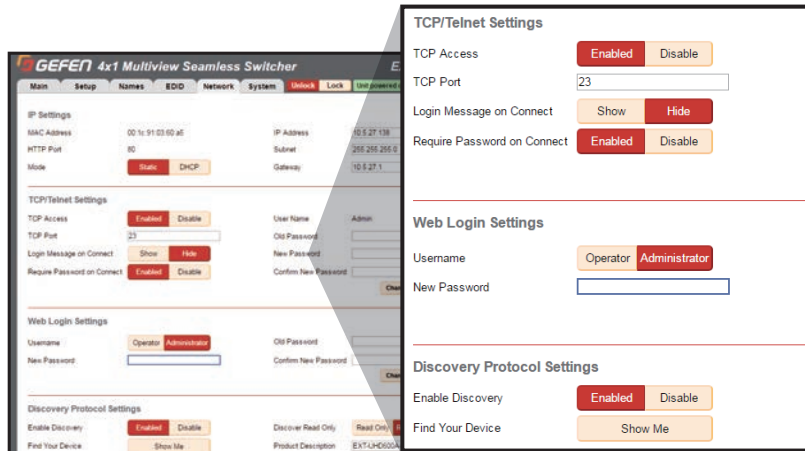 GEFEN 4x1 Multiview Seamless Switcher
Main Setup Names EDID Network System Unlock Lock Unit powered
IP Settings
MAC Address 00:1c:91:03:60:a6 IP Address 10.5.27.138
HTTP Port 80 Subnet 255.255.255.0
Mode Static DHCP Gateway 10.5.27.1
TCP/Telnet Settings
TCP Access Enabled Disable User Name Admin
TCP Port 23 Old Password
Login Message on Connect Show Hide New Password
Require Password on Connect Enabled Disable Confirm New Password
Web Login Settings
Username Operator Administrator Old Password
New Password Confirm New Password
Discovery Protocol Settings
Enable Discovery Enabled Disable Discover Read Only Read Only
Find Your Device Show Me Product Description
TCP/Telnet Settings
TCP Access Enabled Disable
TCP Port 23
Login Message on Connect Show Hide
Require Password on Connect Enabled Disable
Web Login Settings
Username Operator Administrator
New Password
Discovery Protocol Settings
Enable Discovery Enabled Disable
Find Your Device Show Me